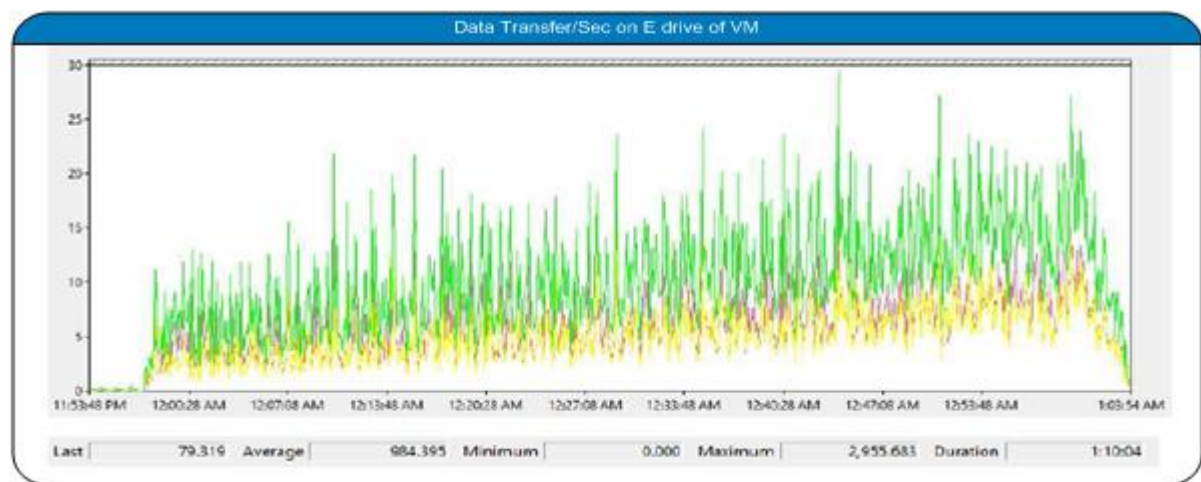 Data Transfer/Sec on E drive of VM
30
25
20
15
10
5
0
11:53:48 PM 12:00:28 AM 12:07:08 AM 12:13:48 AM 12:20:28 AM 12:27:08 AM 12:33:48 AM 12:40:28 AM 12:47:08 AM 12:53:48 AM 1:03:54 AM
Last 79.319 Average 984.395 Minimum 0.000 Maximum 2,955.683 Duration 1:10:04